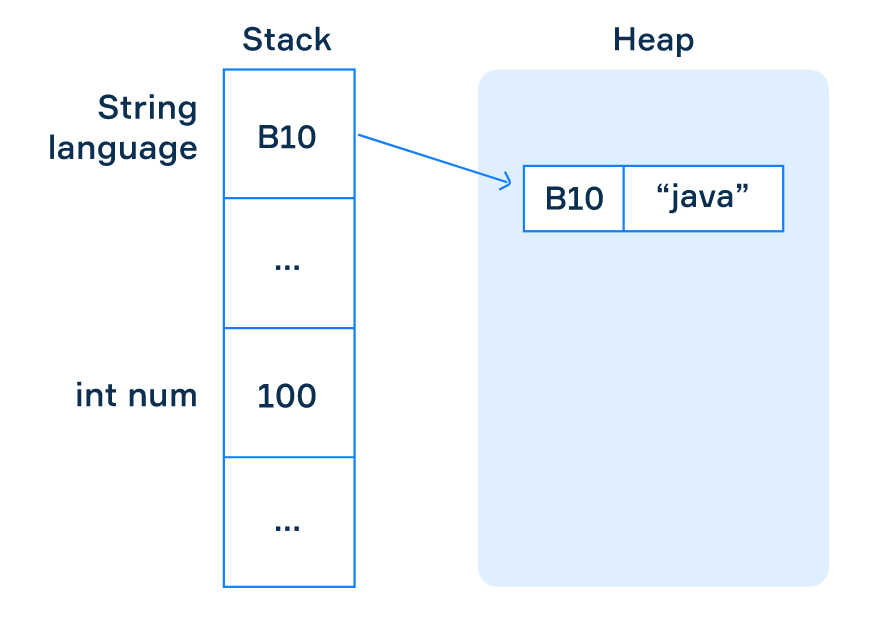 Stack
Heap
String
language
B10
B10
“java”
...
int num
100
...